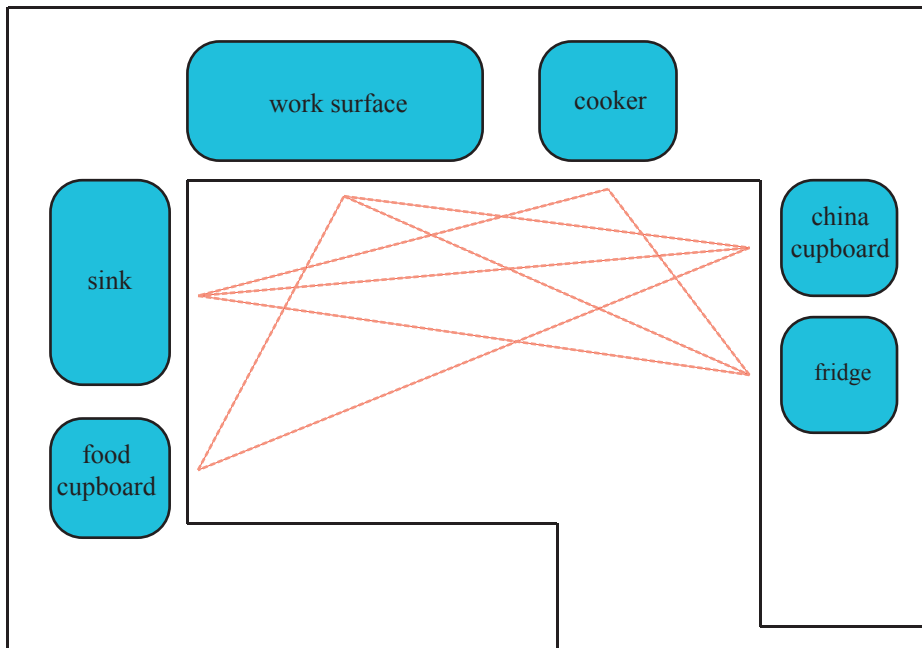 work surface
cooker
sink
china
cupboard
fridge
food
cupboard